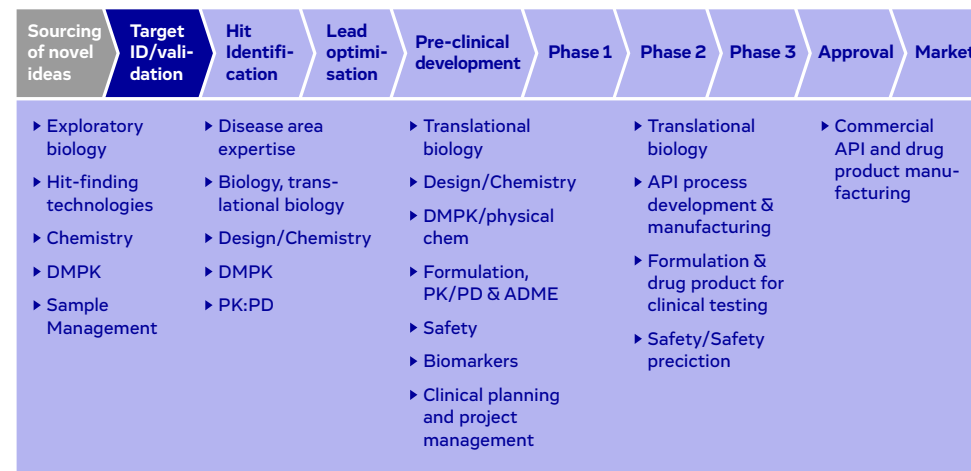 Sourcing
of novel
ideas
Target
ID/vali-
dation
Hit
Identifi-
cation
Lead
optimi-
sation
Pre-clinical
development
Phase 1
Phase 2
Phase 3
Approval
Market
Exploratory
biology
Hit-finding
technologies
Chemistry
DMPK
Sample
Management
Disease area
expertise
Biology, trans-
lational biology
Design/Chemistry
DMPK
PK:PD
Translational
biology
Design/Chemistry
DMPK/physical
chem
Formulation,
PK/PD & ADME
Safety
Biomarkers
Clinical planning
and project
management
Translational
biology
API process
development &
manufacturing
Formulation &
drug product for
clinical testing
Safety/Safety
preciction
Commercial
API and drug
product manu-
facturing